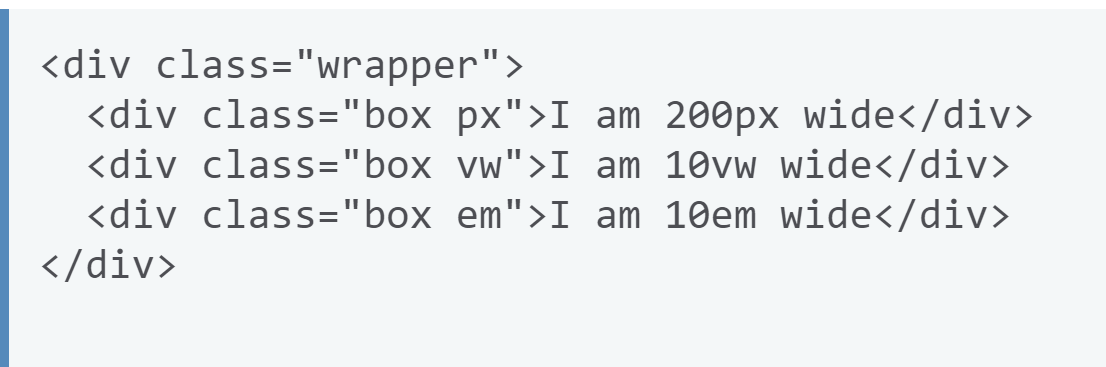 <div class="wrapper">
  <div class="box px">I am 200px wide</div>
  <div class="box vw">I am 10vw wide</div>
  <div class="box em">I am 10em wide</div>
</div>